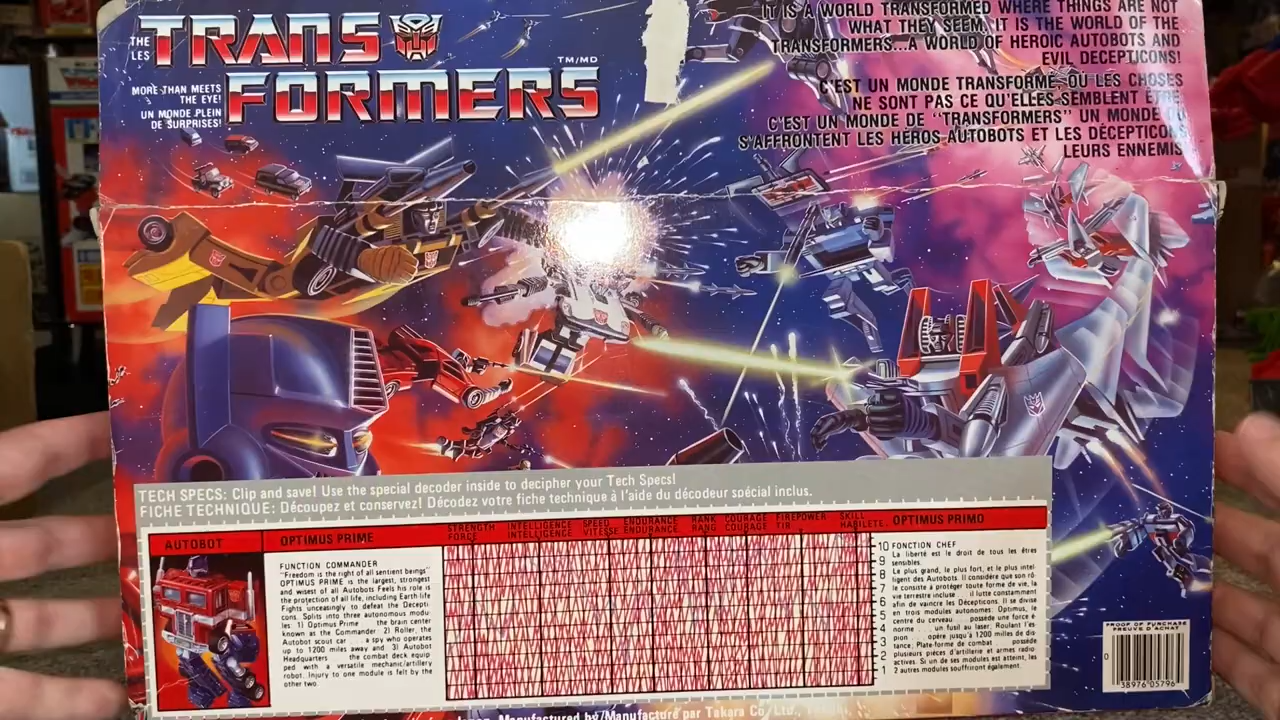 THE
LES
TRANS
FORMERS
TM/MD
MORE THAN MEETS
THE EYE!
UN MONDE PLEIN
DE SURPRISES!
IT IS A WORLD TRANSFORMED WHERE THINGS ARE NOT
WHAT THEY SEEM. IT IS THE WORLD OF THE
TRANSFORMERS...A WORLD OF HEROIC AUTOBOTS AND
EVIL DECEPTICONS!
C'EST UN MONDE TRANSFORMÉ, OÙ LES CHOSES
NE SONT PAS CE QU'ELLES SEMBLENT ÊTRE.
C'EST UN MONDE DE "TRANSFORMERS" UN MONDE OÙ
S'AFFRONTENT LES HÉROS AUTOBOTS ET LES DÉCEPTICONS
LEURS ENNEMIS
TECH SPECS: Clip and save! Use the special decoder inside to decipher your Tech Specs!
FICHE TECHNIQUE: Découpez et conservez! Décodez votre fiche technique à l'aide du décodeur spécial inclus.
AUTOBOT
OPTIMUS PRIME
STRENGTH INTELLIGENCE SPEED ENDURANCE RANK COURAGE FIREPOWER SKILL
FORCE INTELLIGENCE VITESSE ENDURANCE RANG COURAGE TIR HABILETE
OPTIMUS PRIMO
FUNCTION COMMANDER
"Freedom is the right of all sentient beings"
OPTIMUS PRIME is the largest, strongest
and wisest of all Autobots Feels his role is
the protection of all life, including Earth life
Fights unceasingly to defeat the Decepti-
cons. Splits into three autonomous modu-
les: 1) Optimus Prime the brain center
known as the Commander: 2) Roller, the
Autobot scout car ... a spy who operates
up to 1200 miles away and 3) Autobot
Headquarters the combat deck equip
ped with a versatile mechanic/artillery
robot. Injury to one module is felt by the
other two.
10
9
8
7
6
5
4
3
2
1
FONCTION CHEF
La liberté est le droit de tous les êtres
sensibles.
Le plus grand, le plus fort, et le plus intel-
ligent des Autobots. Il considère que son rô-
le consiste à protéger toute forme de vie, la
vie terrestre incluse il lutte constamment
afin de vaincre les Décepticons. Il se divise
en trois modules autonomes: Optimus, le
centre du cerveau possède une force é-
norme un fusil au laser; Roulant l'es-
pion opère jusqu'à 1200 milles de dis-
tance; Plate-forme de combat possède
plusieurs pièces d'artillerie et armes radio-
actives. Si un de ses modules est atteint, les
2 autres modules souffriront également.
PROOF OF PURCHASE
PREUVE D'ACHAT
0
38976 05796
Manufactured by/Manufacturé par Takara Co., Ltd.,